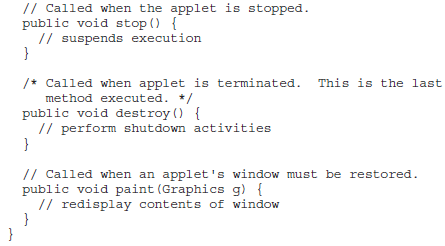 // Called when the applet is stopped.
public void stop() {
// suspends execution
}
/* Called when applet is terminated.  This is the last
method executed. */
public void destroy() {
// perform shutdown activities
}
// Called when an applet's window must be restored.
public void paint(Graphics g) {
// redisplay contents of window
}
}